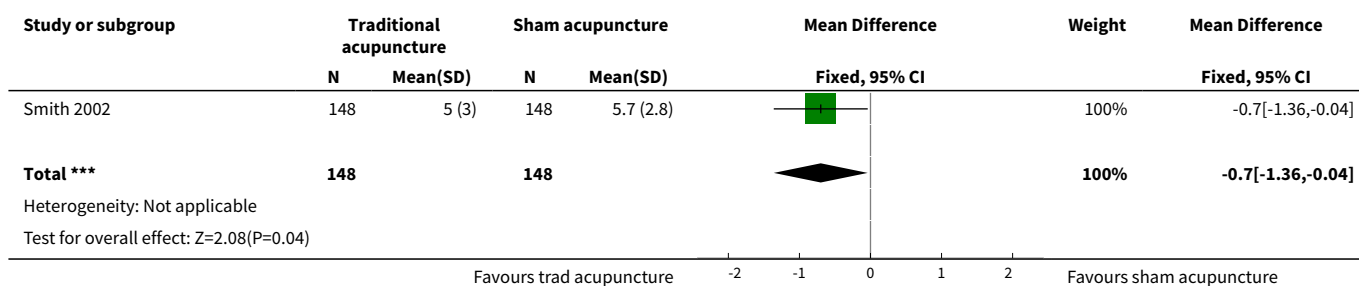 Study or subgroup Traditional acupuncture Sham acupuncture Mean Difference Weight Mean Difference
N Mean(SD) N Mean(SD) Fixed, 95% CI Fixed, 95% CI
Smith 2002 148 5 (3) 148 5.7 (2.8) 100% -0.7[-1.36,-0.04]
Total *** 148 148 100% -0.7[-1.36,-0.04]
Heterogeneity: Not applicable
Test for overall effect: Z=2.08(P=0.04)
Favours trad acupuncture -2 -1 0 1 2 Favours sham acupuncture